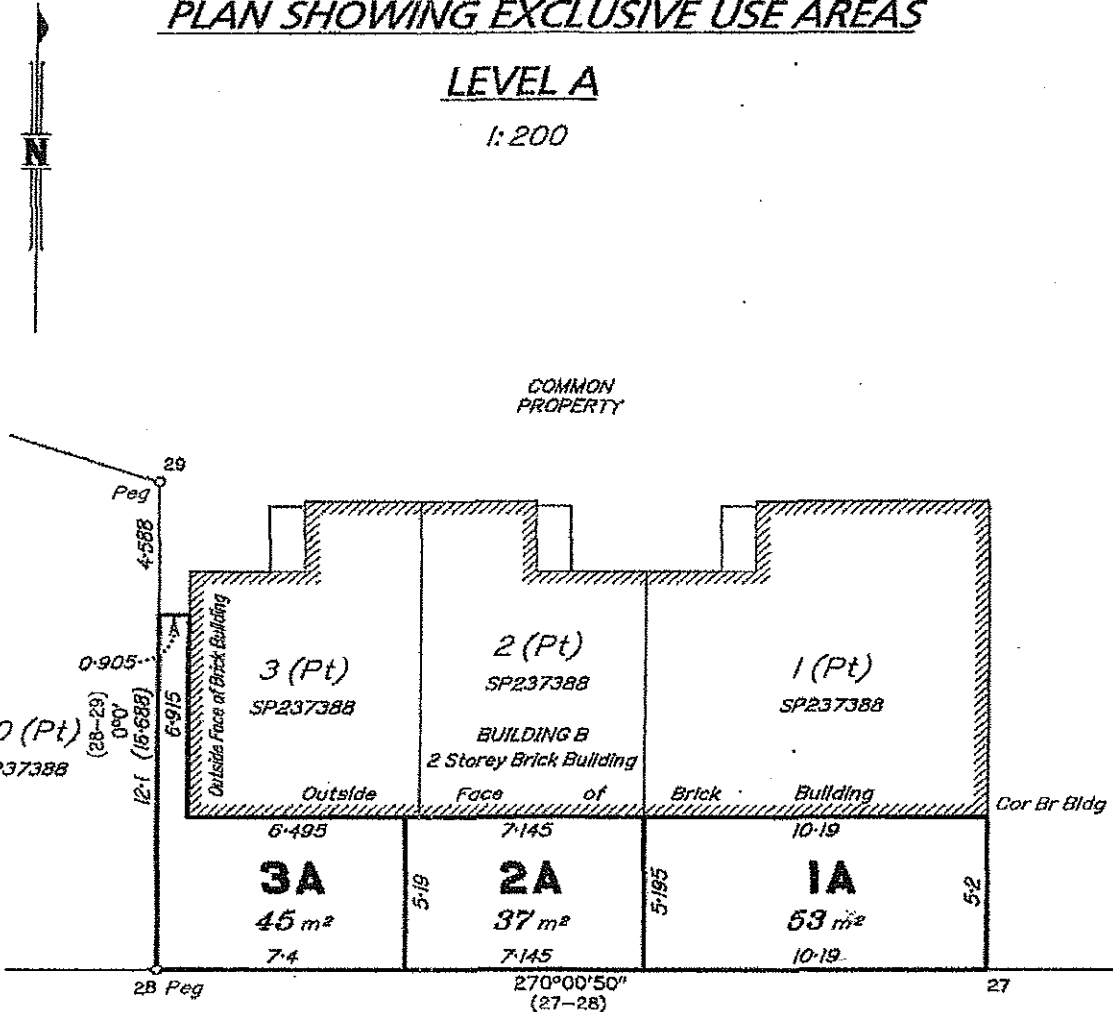 PLAN SHOWING EXCLUSIVE USE AREAS
LEVEL A
1:200
N
COMMON
PROPERTY
29
Peg
4·588
0·905
6·915
(28–29)
0°0'
12·1 (16·688)
0 (Pt)
237388
Outside Face of Brick Building
3 (Pt)
SP237388
2 (Pt)
SP237388
BUILDING B
2 Storey Brick Building
1 (Pt)
SP237388
Outside Face of Brick Building
Cor Br Bldg
6·495
7·145
10·19
3A
45 m²
7·4
5·19
2A
37 m²
7·145
5·195
1A
53 m²
10·19
5·2
28 Peg
270°00'50"
(27–28)
27